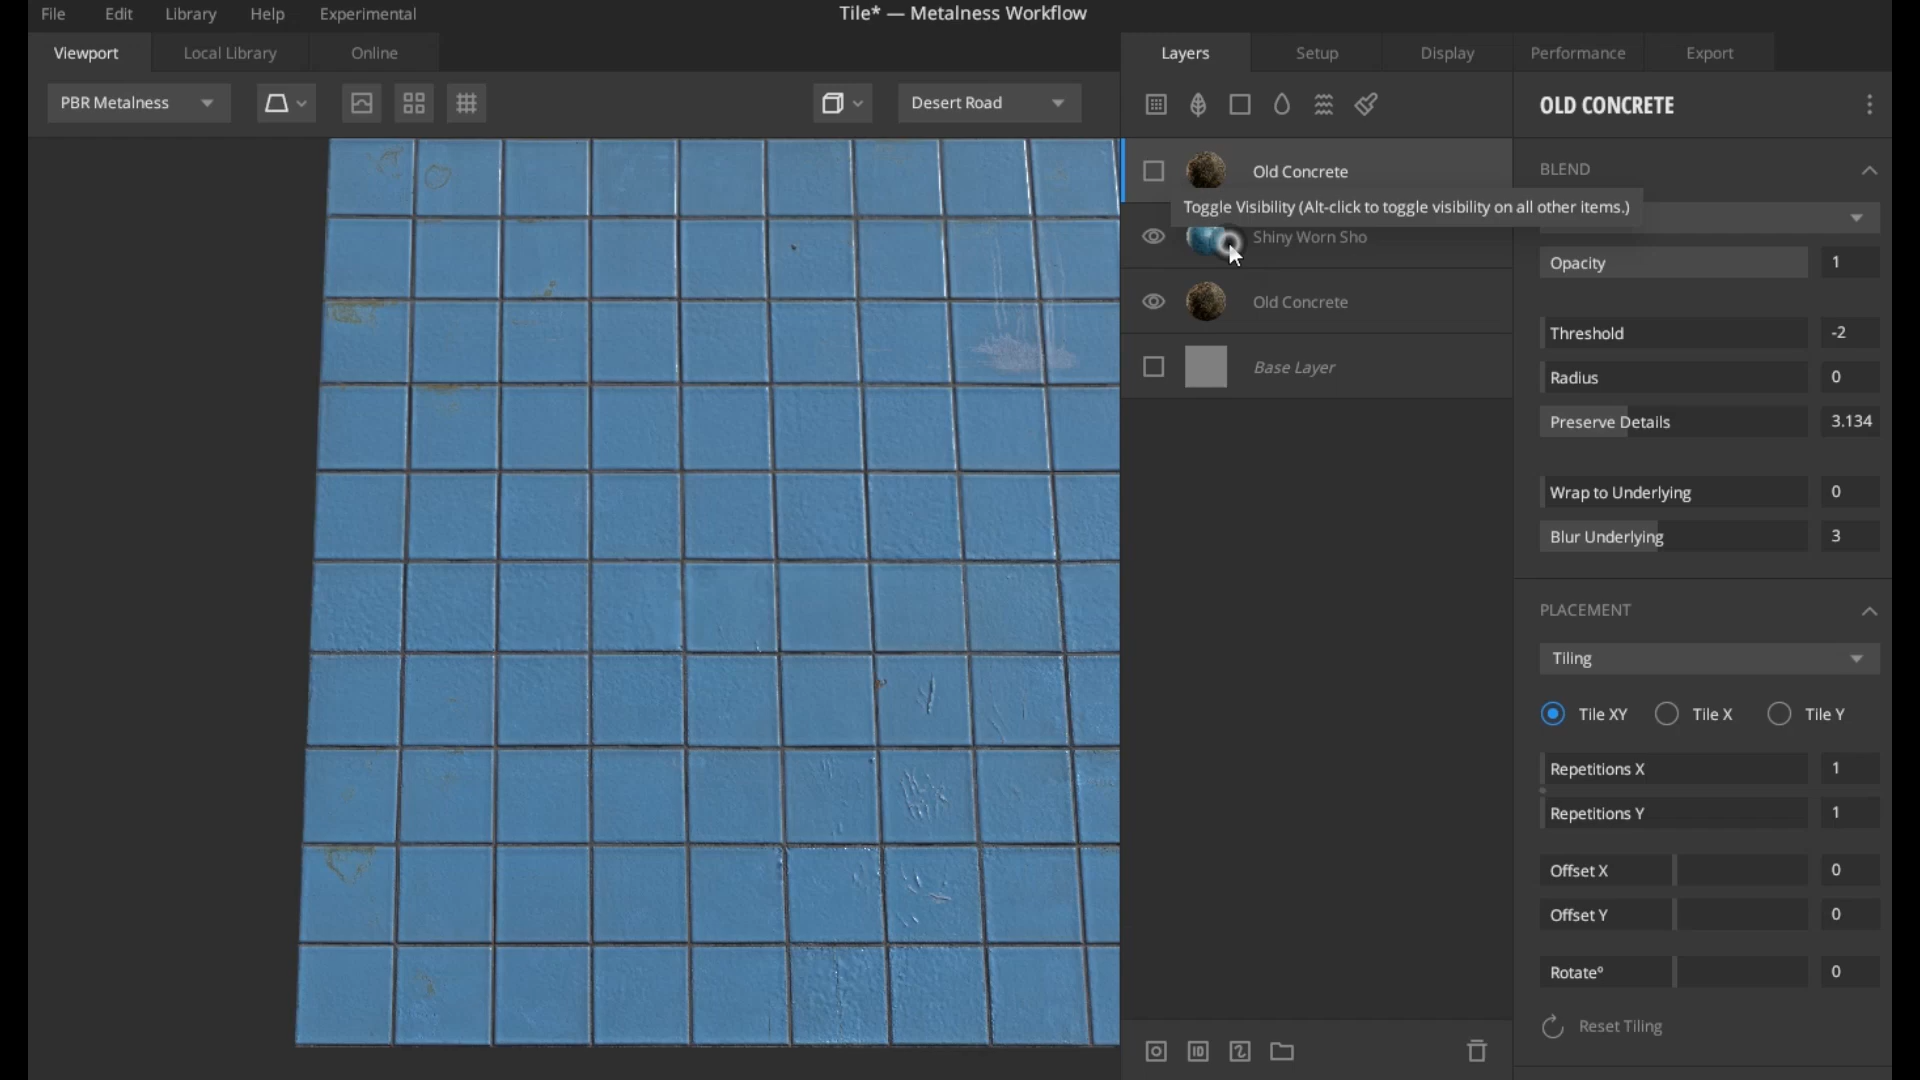 File Edit Library Help Experimental
Tile* — Metalness Workflow
Viewport Local Library Online
Layers Setup Display Performance Export
PBR Metalness
Desert Road
OLD CONCRETE
Old Concrete
BLEND
Toggle Visibility (Alt-click to toggle visibility on all other items.)
Shiny Worn Sho
Opacity 1
Old Concrete
Threshold -2
Base Layer
Radius 0
Preserve Details 3.134
Wrap to Underlying 0
Blur Underlying 3
PLACEMENT
Tiling
Tile XY Tile X Tile Y
Repetitions X 1
Repetitions Y 1
Offset X 0
Offset Y 0
Rotate° 0
Reset Tiling
ID